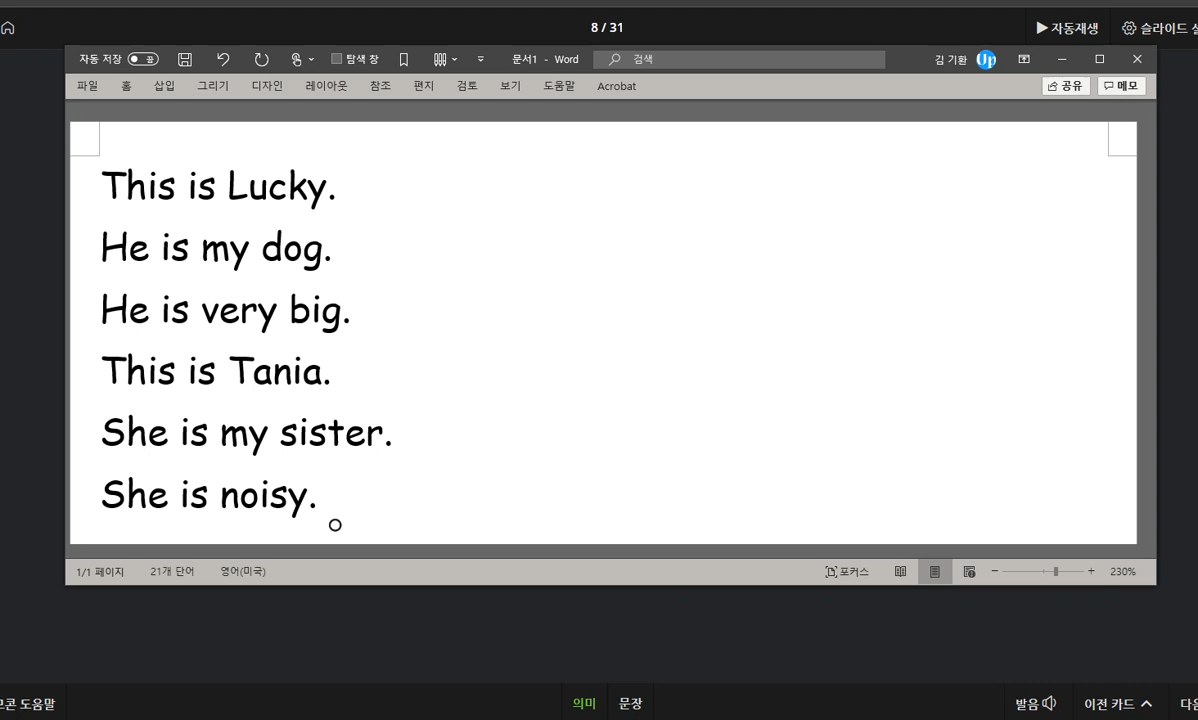 8 / 31
▶자동재생
슬라이드
자동 저장 끔 탐색 창 문서1 - Word 검색 김 기환 Up
파일 홈 삽입 그리기 디자인 레이아웃 참조 편지 검토 보기 도움말 Acrobat 공유 메모
This is Lucky.
He is my dog.
He is very big.
This is Tania.
She is my sister.
She is noisy.
1/1 페이지 21개 단어 영어(미국) 포커스 − + 230%
도움말 의미 문장 발음 이전 카드